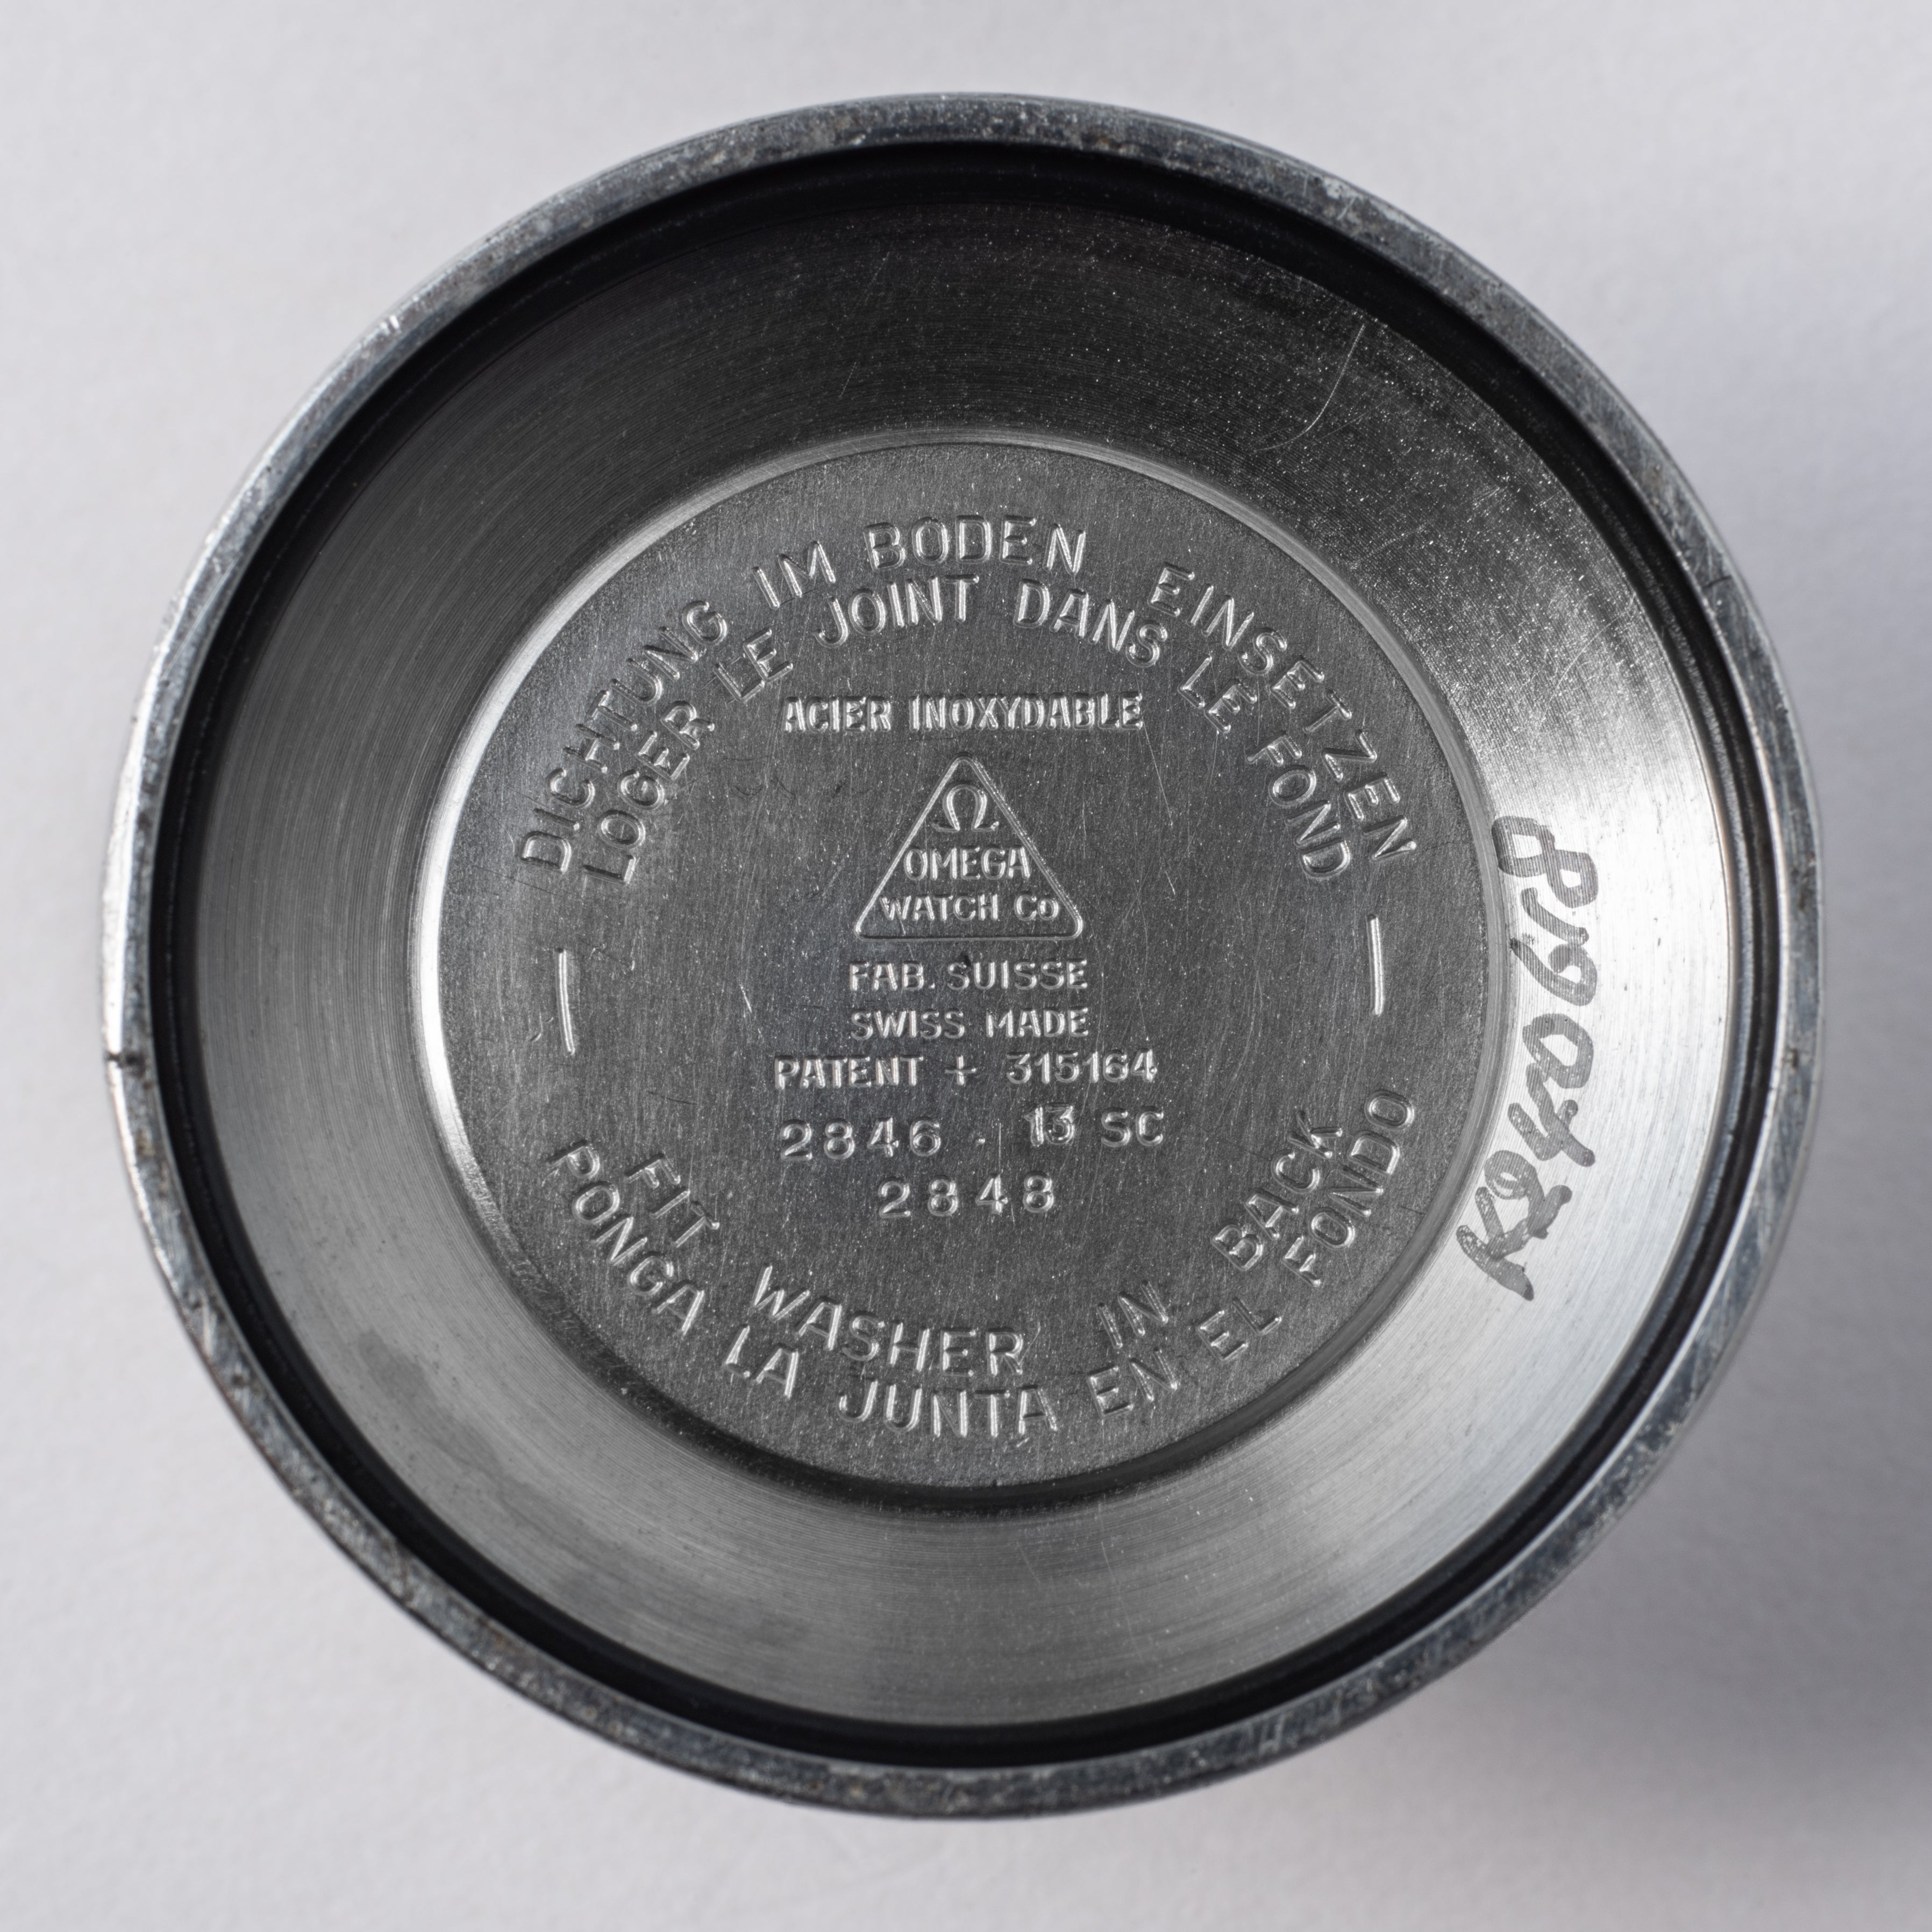 DICHTUNG IM BODEN EINSETZEN
LOGER LE JOINT DANS LE FOND
ACIER INOXYDABLE
Ω
OMEGA
WATCH Co
FAB. SUISSE
SWISS MADE
PATENT + 315164
2846 . 13 SC
2848
FIT WASHER IN BACK
PONGA LA JUNTA EN EL FONDO